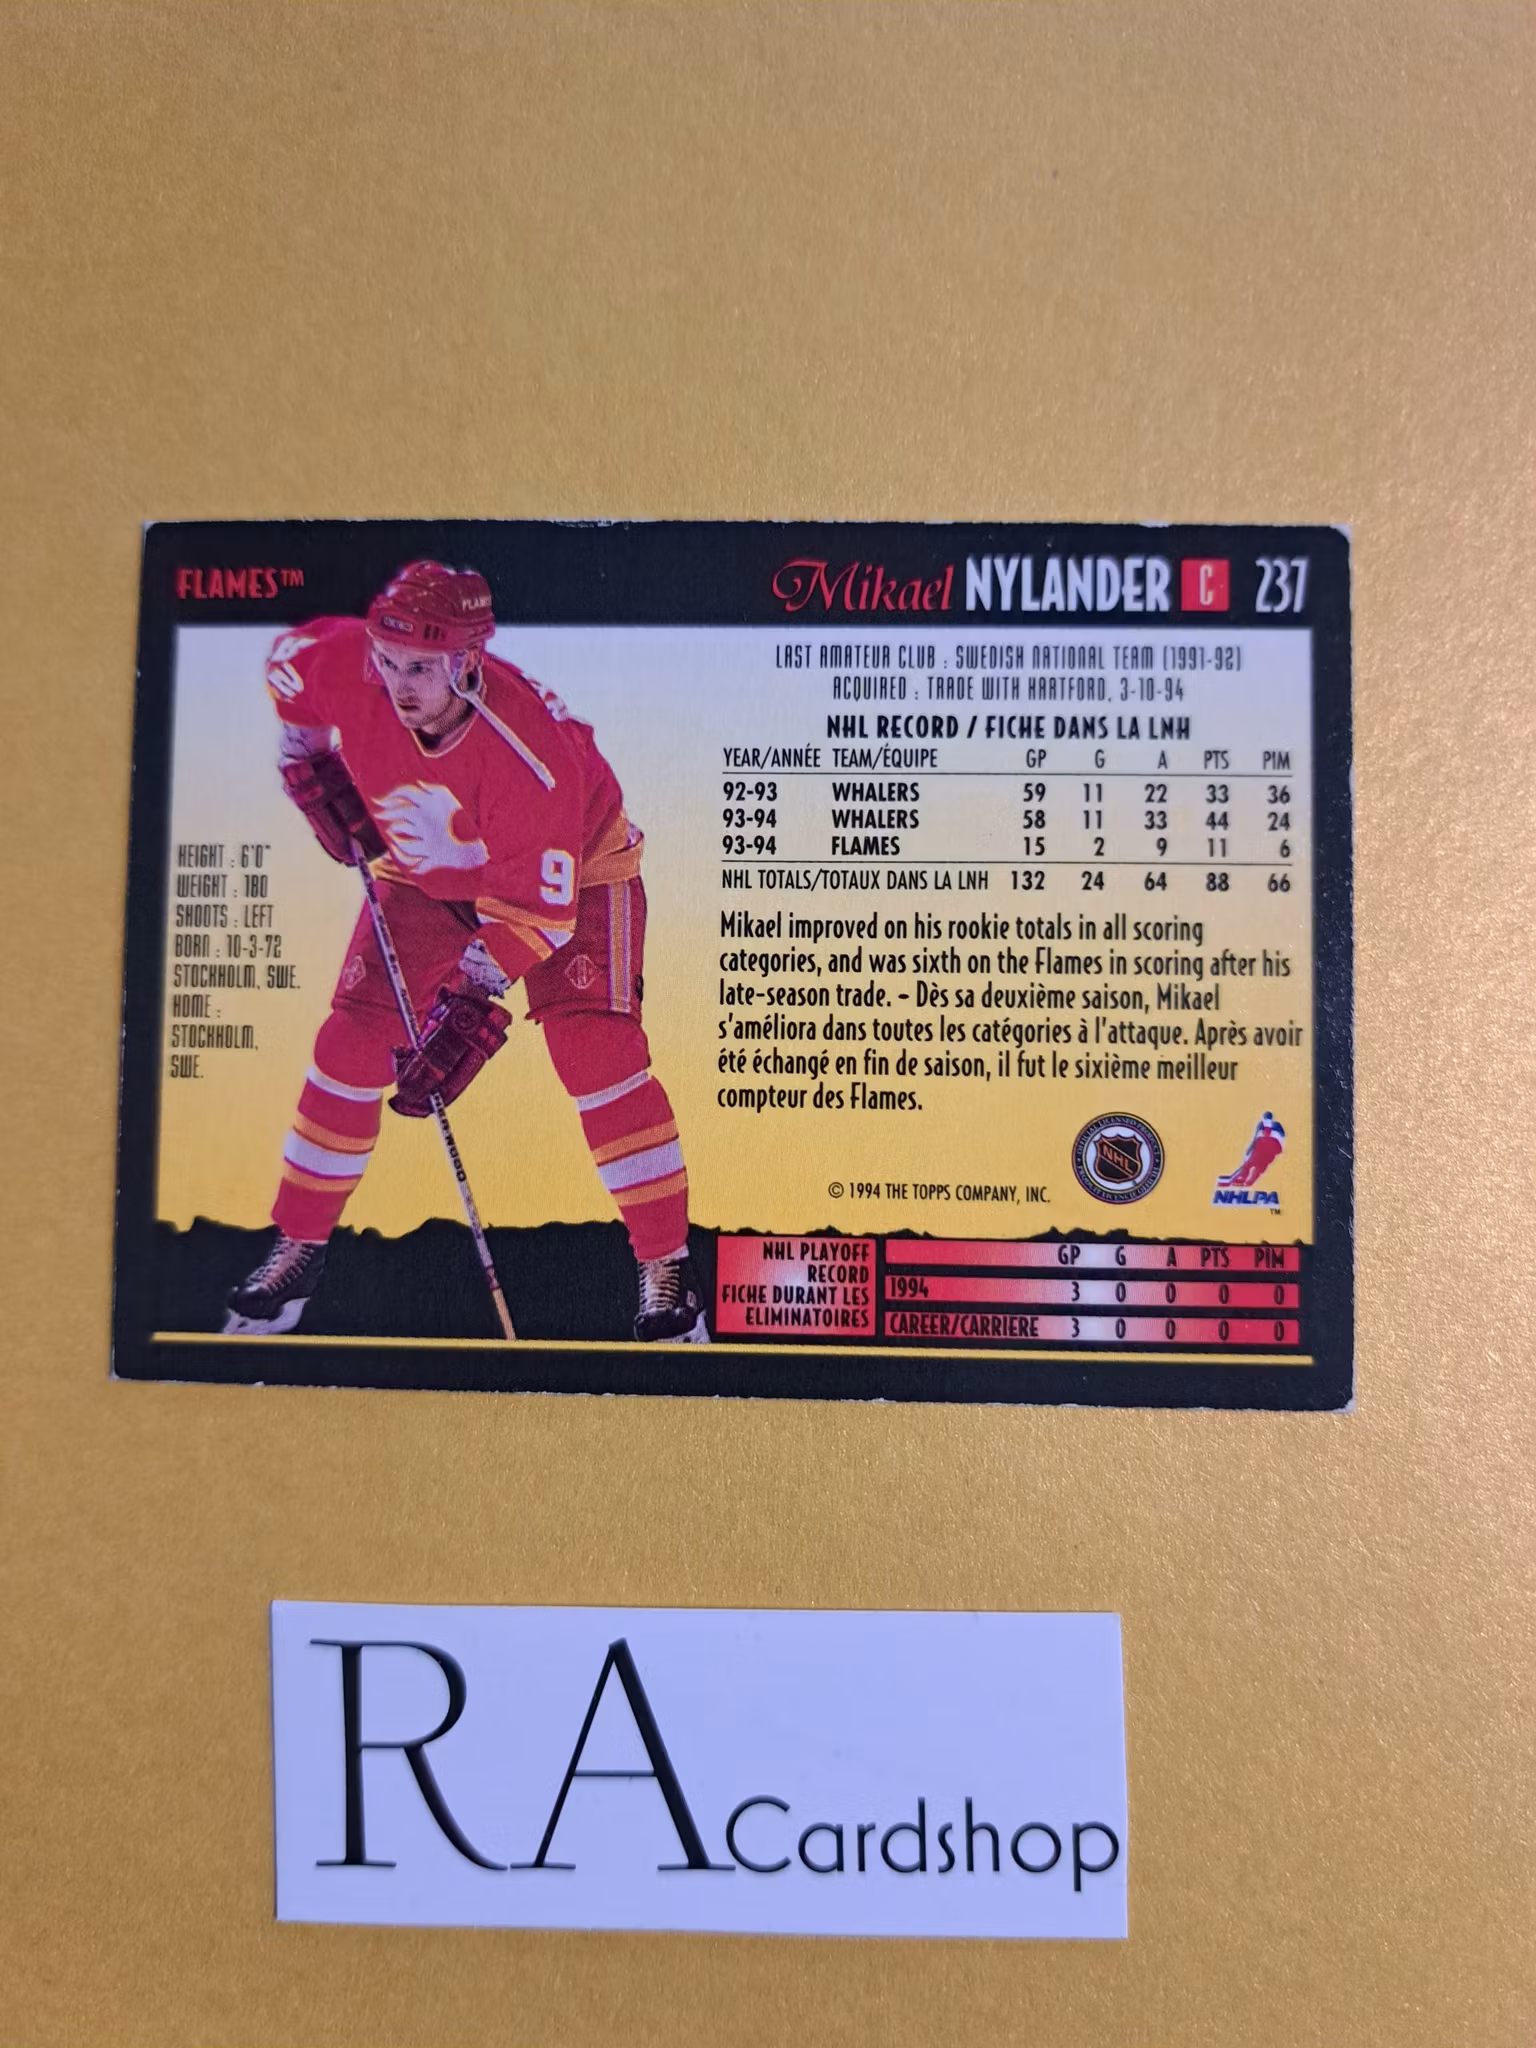 FLAMES™
Mikael NYLANDER C 237
LAST AMATEUR CLUB : SWEDISH NATIONAL TEAM (1991-92)
ACQUIRED : TRADE WITH HARTFORD, 3-10-94
NHL RECORD / FICHE DANS LA LNH
YEAR/ANNÉE TEAM/ÉQUIPE GP G A PTS PIM
92-93 WHALERS 59 11 22 33 36
93-94 WHALERS 58 11 33 44 24
93-94 FLAMES 15 2 9 11 6
NHL TOTALS/TOTAUX DANS LA LNH 132 24 64 88 66
HEIGHT : 6'0"
WEIGHT : 180
SHOOTS : LEFT
BORN : 10-3-72
STOCKHOLM, SWE.
HOME :
STOCKHOLM,
SWE.
9
Mikael improved on his rookie totals in all scoring
categories, and was sixth on the Flames in scoring after his
late-season trade. - Dès sa deuxième saison, Mikael
s'améliora dans toutes les catégories à l'attaque. Après avoir
été échangé en fin de saison, il fut le sixième meilleur
compteur des Flames.
© 1994 THE TOPPS COMPANY, INC.
NHL
NHLPA
™
NHL PLAYOFF
RECORD
FICHE DURANT LES
ELIMINATOIRES
GP G A PTS PIM
1994 3 0 0 0 0
CAREER/CARRIERE 3 0 0 0 0
RA Cardshop